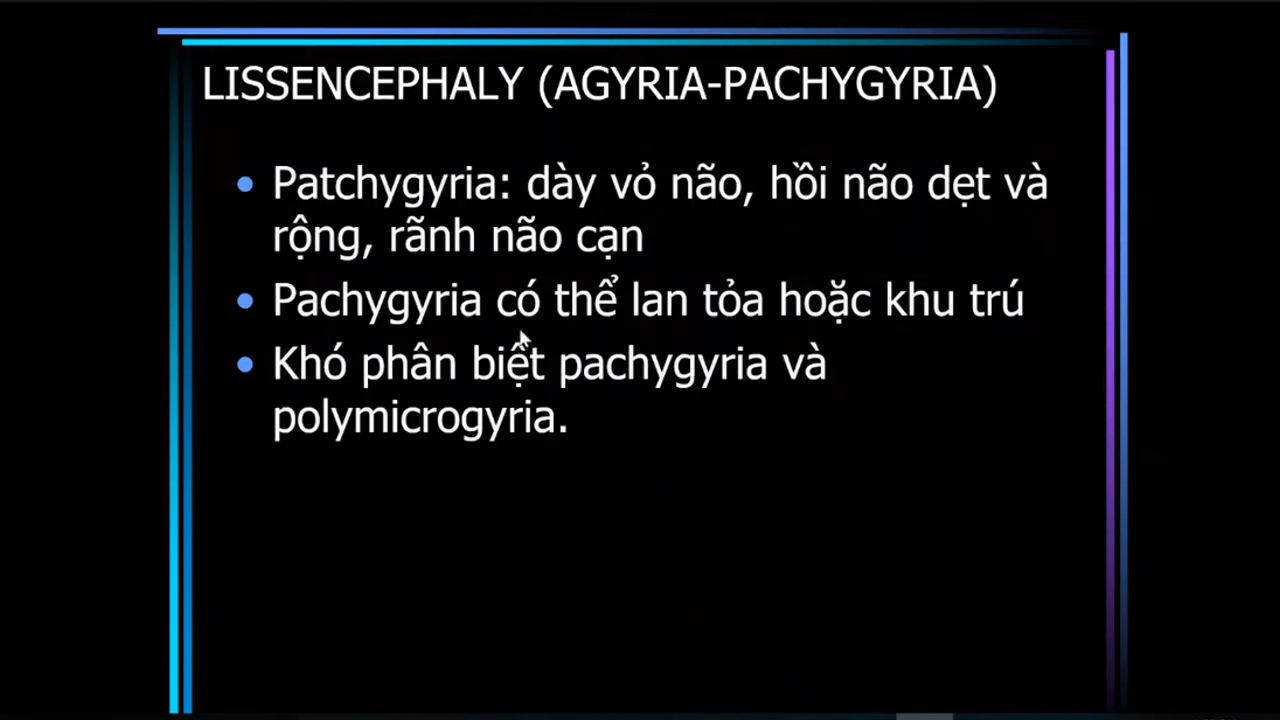 LISSENCEPHALY (AGYRIA-PACHYGYRIA)
• Patchygyria: dày vỏ não, hồi não dẹt và
rộng, rãnh não cạn
• Pachygyria có thể lan tỏa hoặc khu trú
• Khó phân biệt pachygyria và
polymicrogyria.